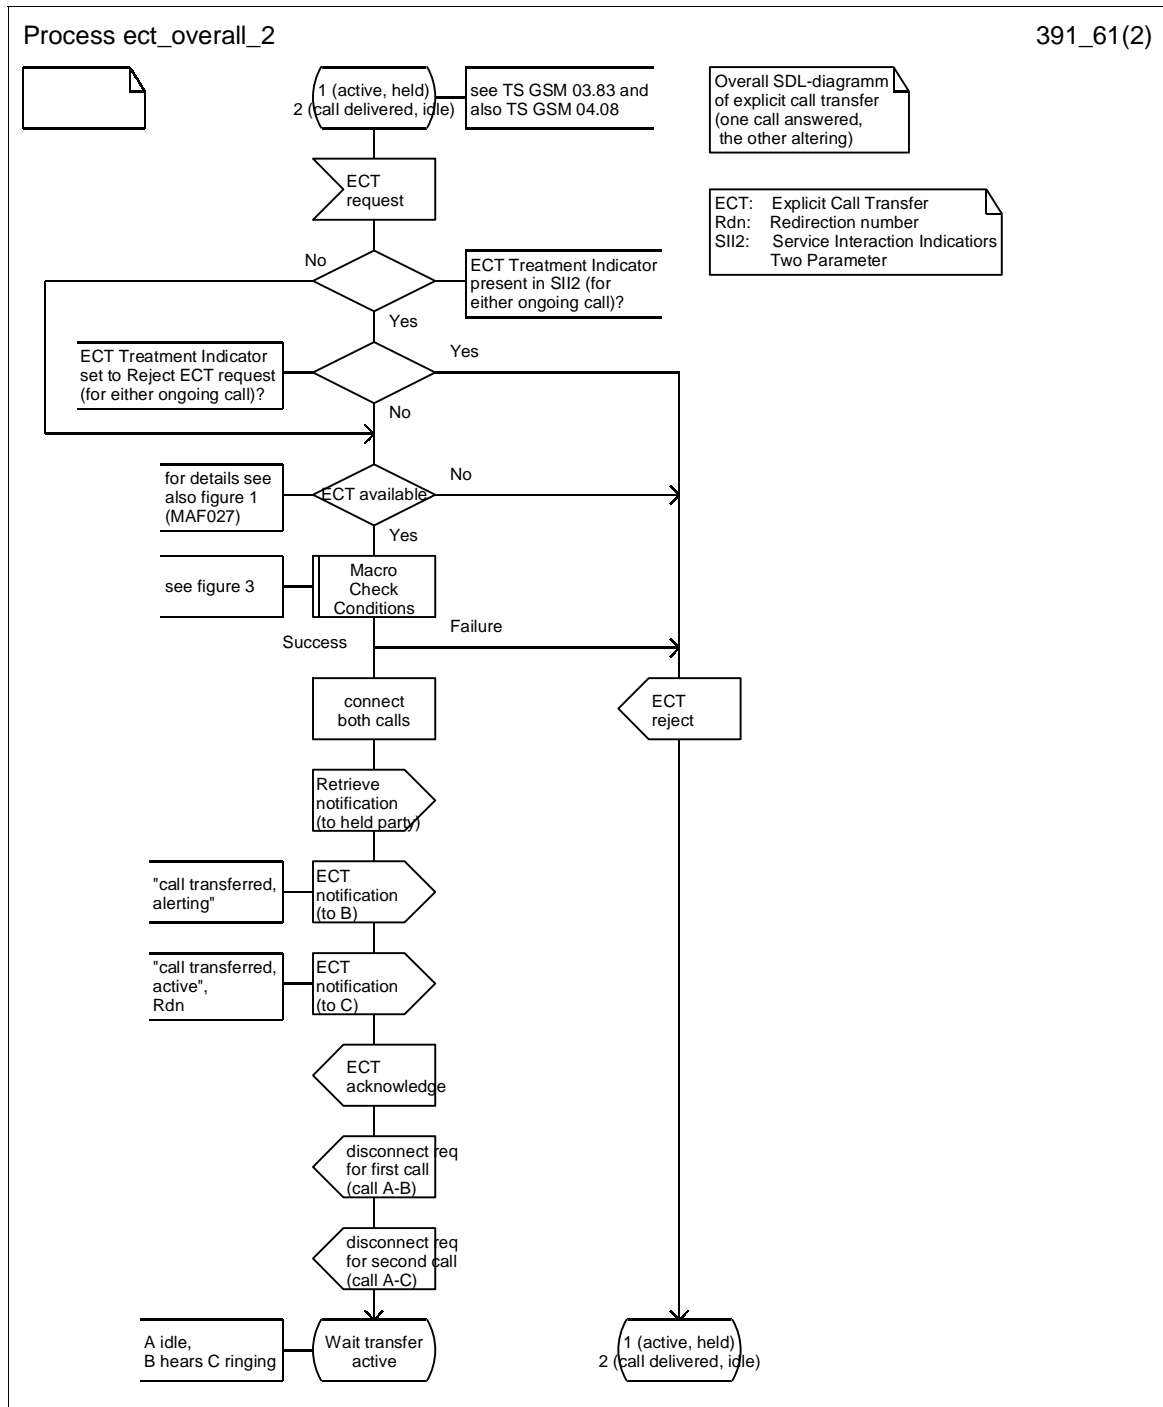 Process ect_overall_2
391_61(2)
1 (active, held)
2 (call delivered, idle)
see TS GSM 03.83 and
also TS GSM 04.08
Overall SDL-diagramm
of explicit call transfer
(one call answered,
the other altering)
ECT
request
ECT: Explicit Call Transfer
Rdn: Redirection number
SII2: Service Interaction Indicatiors
Two Parameter
No
ECT Treatment Indicator
present in SII2 (for
either ongoing call)?
Yes
ECT Treatment Indicator
set to Reject ECT request
(for either ongoing call)?
Yes
No
for details see
also figure 1
(MAF027)
ECT available
No
Yes
see figure 3
Macro
Check
Conditions
Success
Failure
connect
both calls
ECT
reject
Retrieve
notification
(to held party)
"call transferred,
alerting"
ECT
notification
(to B)
"call transferred,
active",
Rdn
ECT
notification
(to C)
ECT
acknowledge
disconnect req
for first call
(call A-B)
disconnect req
for second call
(call A-C)
A idle,
B hears C ringing
Wait transfer
active
1 (active, held)
2 (call delivered, idle)